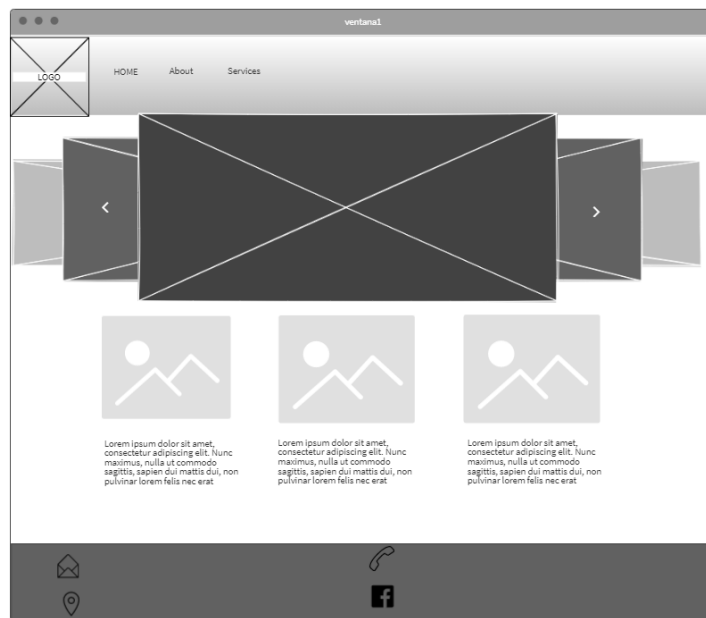 ventana1
LOGO
HOME About Services
Lorem ipsum dolor sit amet,
consectetur adipiscing elit. Nunc
maximus, nulla ut commodo
sagittis, sapien dui mattis dui, non
pulvinar lorem felis nec erat
Lorem ipsum dolor sit amet,
consectetur adipiscing elit. Nunc
maximus, nulla ut commodo
sagittis, sapien dui mattis dui, non
pulvinar lorem felis nec erat
Lorem ipsum dolor sit amet,
consectetur adipiscing elit. Nunc
maximus, nulla ut commodo
sagittis, sapien dui mattis dui, non
pulvinar lorem felis nec erat